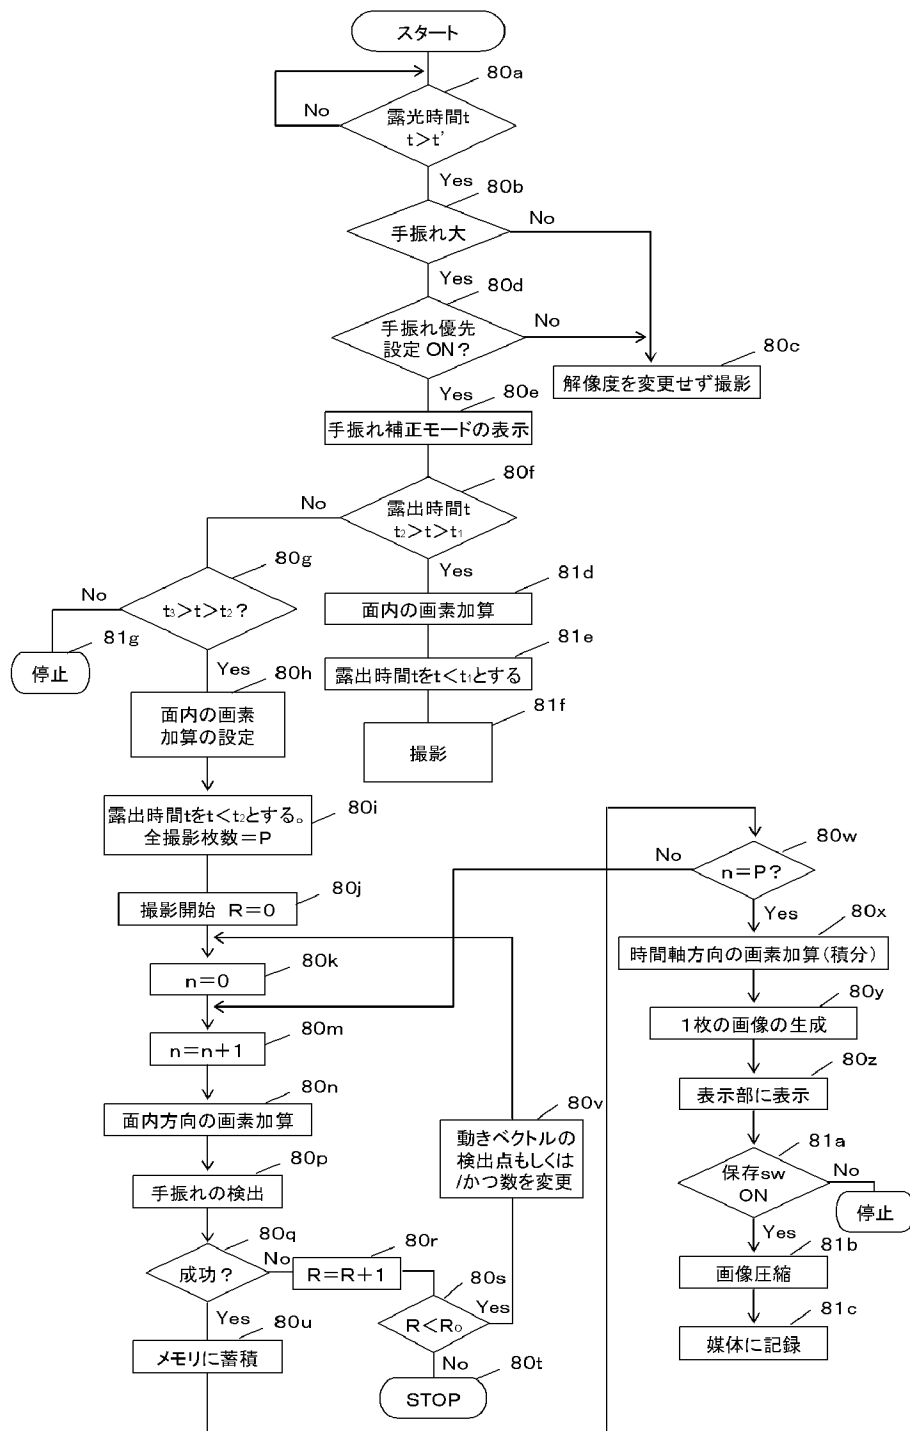 スタート
80a
No
露光時間t
t>t'
Yes
80b
手振れ大
No
Yes
80d
手振れ優先
設定 ON?
No
80c
解像度を変更せず撮影
Yes
80e
手振れ補正モードの表示
80f
No
露出時間t
t₂>t>t₁
Yes
80g
No
t₃>t>t₂?
81g
停止
Yes
80h
面内の画素
加算の設定
81d
面内の画素加算
81e
露出時間tをt<t₁とする
81f
撮影
露出時間tをt<t₂とする。
全撮影枚数=P
80i
80j
撮影開始 R=0
80k
n=0
80m
n=n+1
80n
面内方向の画素加算
80p
手振れの検出
80q
成功?
No
80r
R=R+1
80s
R<R₀
Yes
No
80t
STOP
80v
動きベクトルの
検出点もしくは
/かつ数を変更
Yes
80u
メモリに蓄積
80w
No
n=P?
Yes
80x
時間軸方向の画素加算(積分)
80y
1枚の画像の生成
80z
表示部に表示
81a
保存sw
ON
No
停止
Yes
81b
画像圧縮
81c
媒体に記録